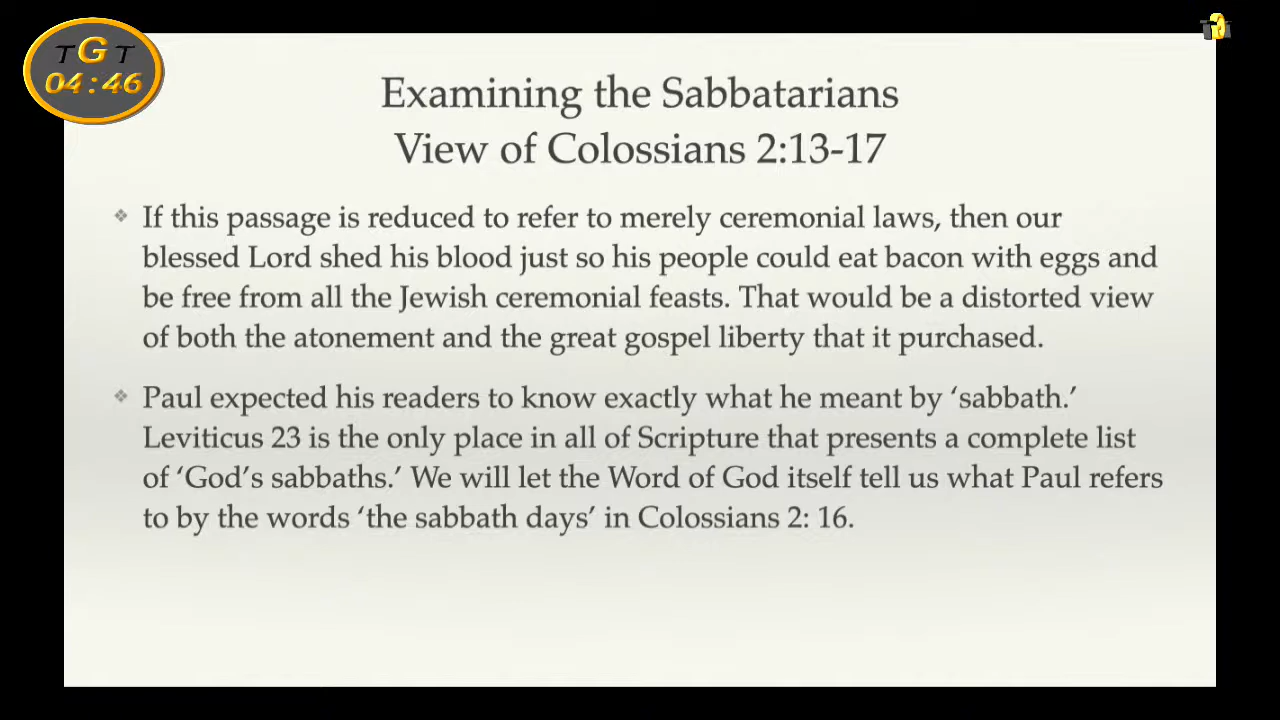 TGT
04:46
Examining the Sabbatarians
View of Colossians 2:13-17
❖ If this passage is reduced to refer to merely ceremonial laws, then our
blessed Lord shed his blood just so his people could eat bacon with eggs and
be free from all the Jewish ceremonial feasts. That would be a distorted view
of both the atonement and the great gospel liberty that it purchased.
❖ Paul expected his readers to know exactly what he meant by ‘sabbath.’
Leviticus 23 is the only place in all of Scripture that presents a complete list
of ‘God’s sabbaths.’ We will let the Word of God itself tell us what Paul refers
to by the words ‘the sabbath days’ in Colossians 2: 16.